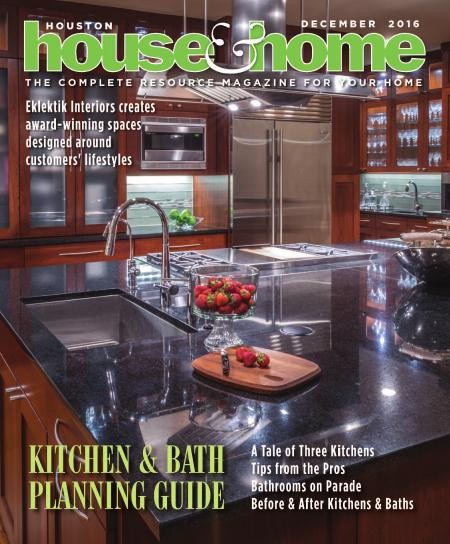 HOUSTON
DECEMBER 2016
house&home
THE COMPLETE RESOURCE MAGAZINE FOR YOUR HOME
Eklektik Interiors creates
award-winning spaces
designed around
customers' lifestyles
KITCHEN & BATH
PLANNING GUIDE
A Tale of Three Kitchens
Tips from the Pros
Bathrooms on Parade
Before & After Kitchens & Baths